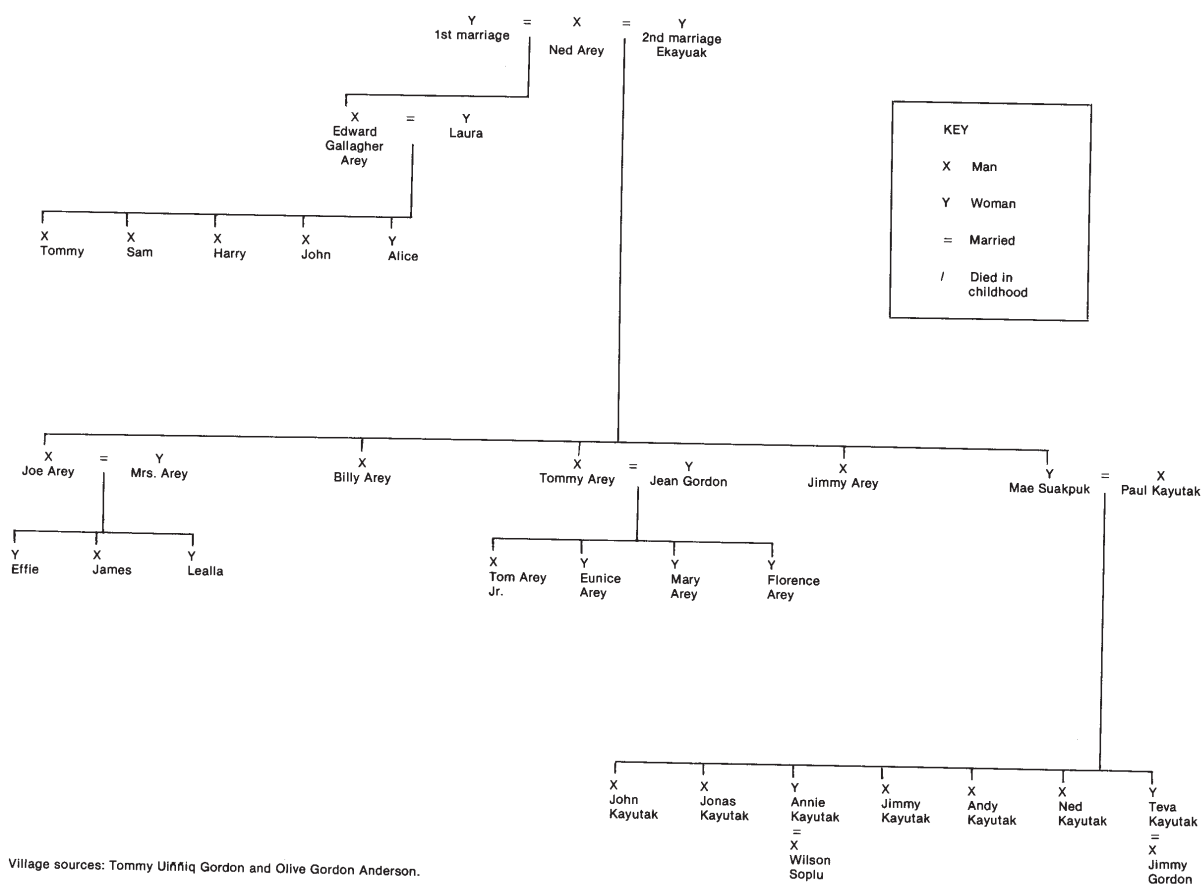 Y = X = Y
1st marriage
2nd marriage
Ned Arey
Ekayuak
X = Y
Edward
Gallagher
Arey
Laura
KEY
X Man
Y Woman
= Married
/ Died in
childhood
X
Tommy
X
Sam
X
Harry
X
John
Y
Alice
X = Y
Joe Arey
Mrs. Arey
X
Billy Arey
X = Y
Tommy Arey
Jean Gordon
X
Jimmy Arey
Y = X
Mae Suakpuk
Paul Kayutak
Y
Effie
X
James
Y
Lealla
X
Tom Arey
Jr.
Y
Eunice
Arey
Y
Mary
Arey
Y
Florence
Arey
X
John
Kayutak
X
Jonas
Kayutak
Y
Annie
Kayutak
=
X
Wilson
Soplu
X
Jimmy
Kayutak
X
Andy
Kayutak
X
Ned
Kayutak
Y
Teva
Kayutak
=
X
Jimmy
Gordon
Village sources: Tommy Uiññiq Gordon and Olive Gordon Anderson.